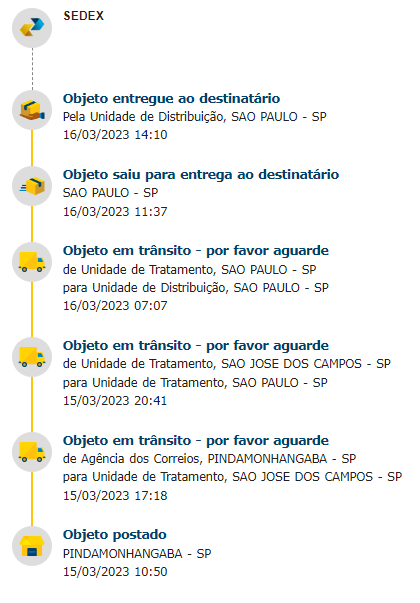 SEDEX
Objeto entregue ao destinatário
Pela Unidade de Distribuição, SAO PAULO - SP
16/03/2023 14:10
Objeto saiu para entrega ao destinatário
SAO PAULO - SP
16/03/2023 11:37
Objeto em trânsito - por favor aguarde
de Unidade de Tratamento, SAO PAULO - SP
para Unidade de Distribuição, SAO PAULO - SP
16/03/2023 07:07
Objeto em trânsito - por favor aguarde
de Unidade de Tratamento, SAO JOSE DOS CAMPOS - SP
para Unidade de Tratamento, SAO PAULO - SP
15/03/2023 20:41
Objeto em trânsito - por favor aguarde
de Agência dos Correios, PINDAMONHANGABA - SP
para Unidade de Tratamento, SAO JOSE DOS CAMPOS - SP
15/03/2023 17:18
Objeto postado
PINDAMONHANGABA - SP
15/03/2023 10:50